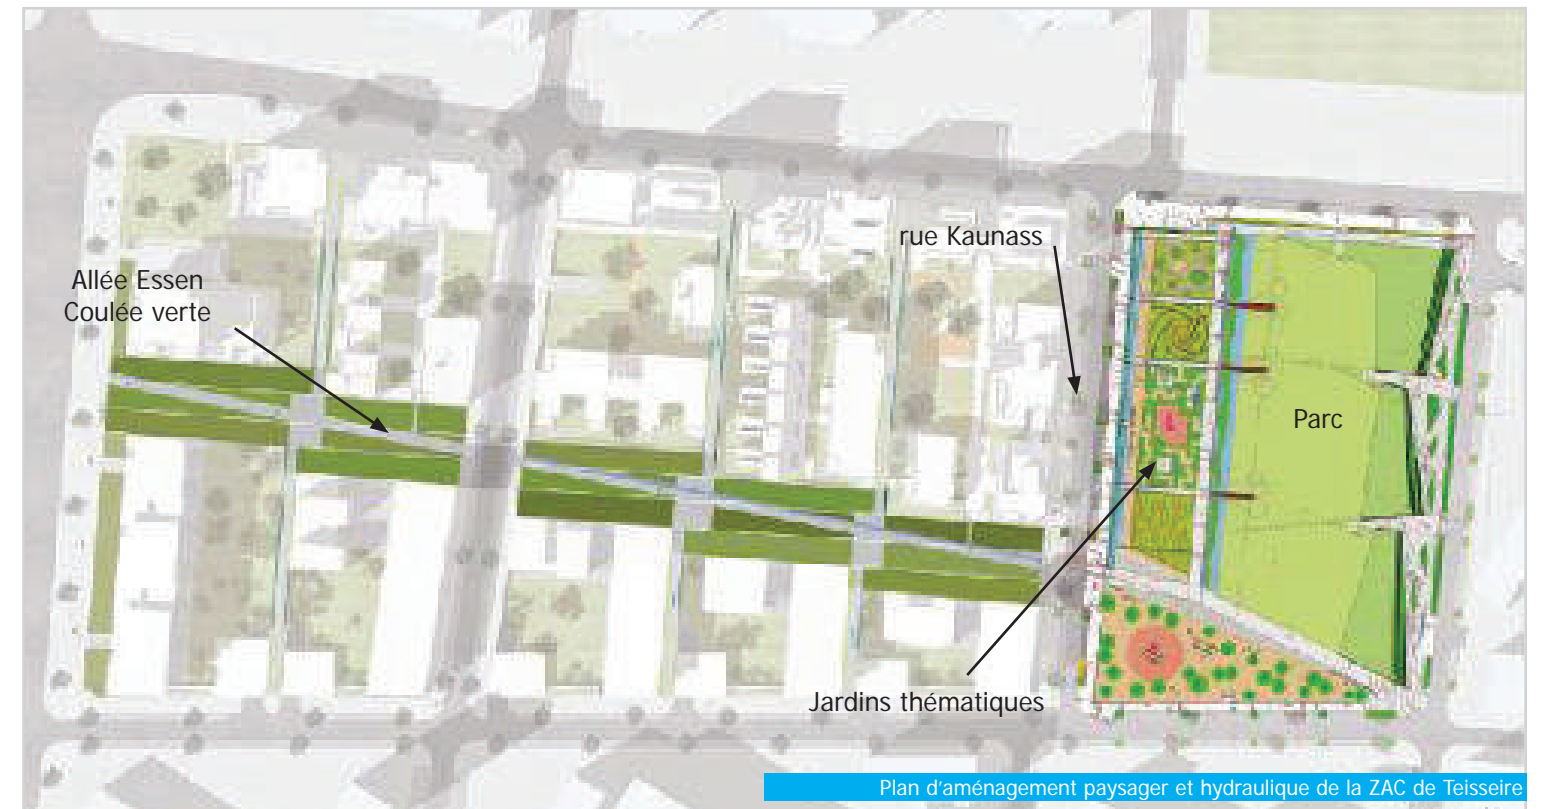 rue Kaunass
Allée Essen
Coulée verte
Parc
Jardins thématiques
Plan d'aménagement paysager et hydraulique de la ZAC de Teisseire